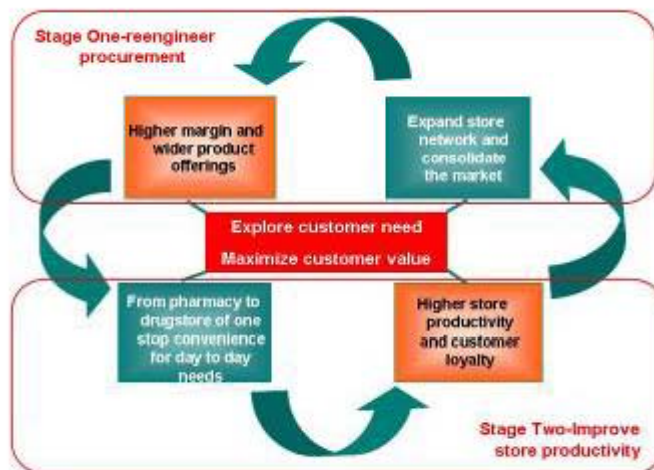 Stage One-reengineer
procurement
Higher margin and
wider product
offerings
Expand store
network and
consolidate
the market
Explore customer need
Maximize customer value
From pharmacy to
drugstore of one
stop convenience
for day to day
needs
Higher store
productivity
and customer
loyalty
Stage Two-Improve
store productivity